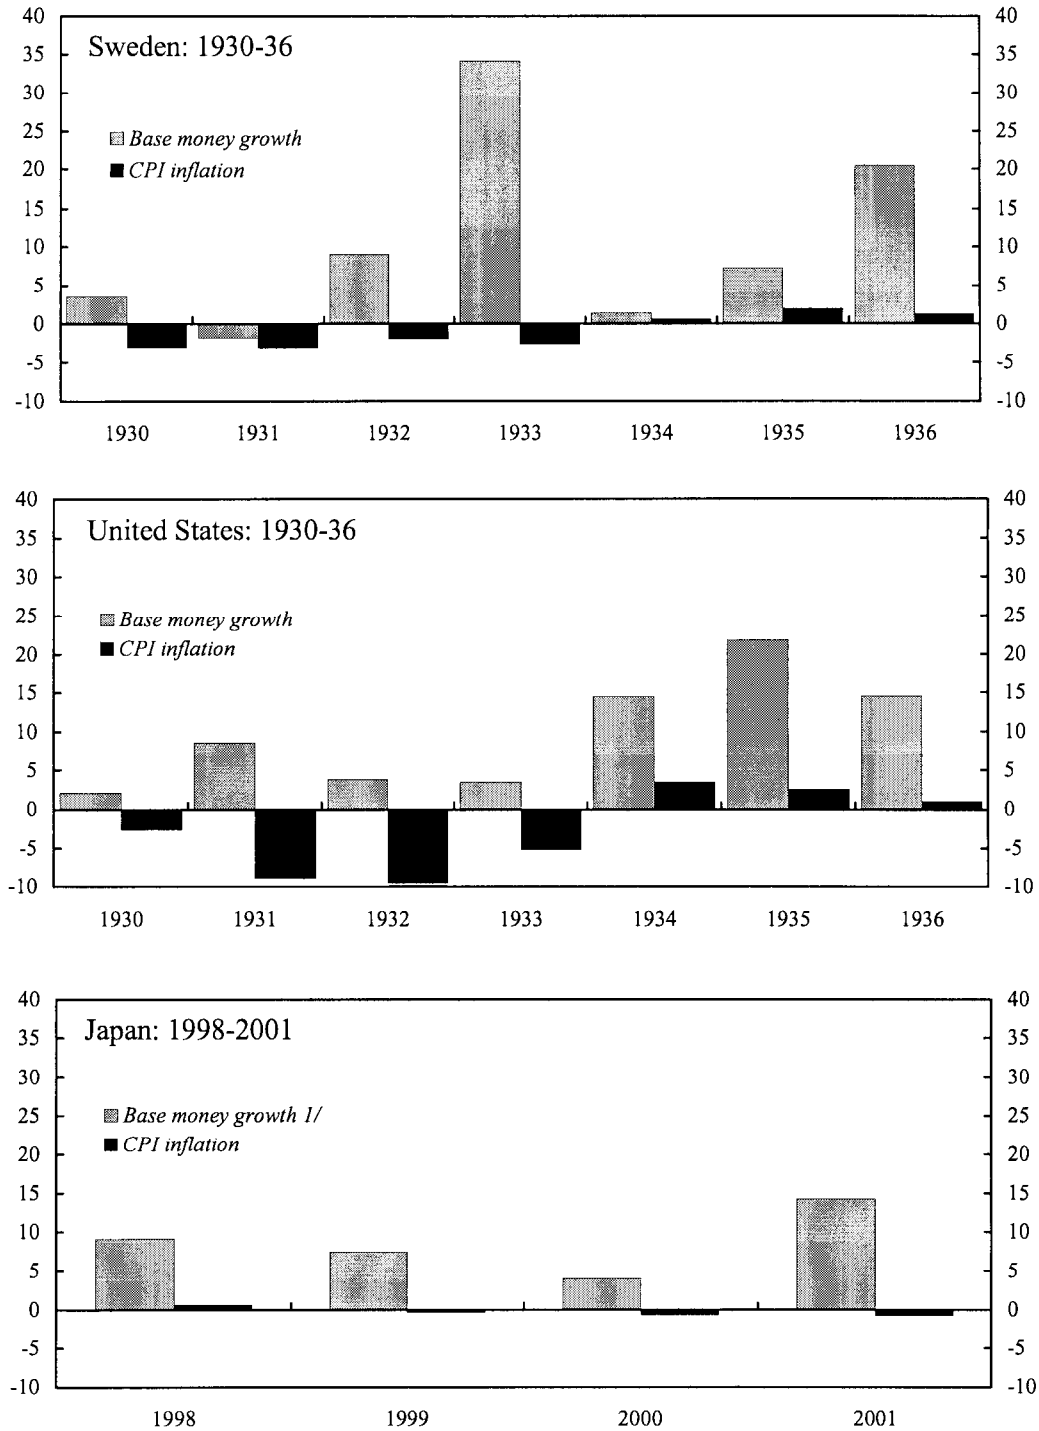 40 40
Sweden: 1930-36
35 35
30 30
25 25
Base money growth
20 20
CPI inflation
15 15
10 10
5 5
0 0
-5 -5
-10 -10
1930 1931 1932 1933 1934 1935 1936
40 40
United States: 1930-36
35 35
30 30
25 25
Base money growth
20 20
CPI inflation
15 15
10 10
5 5
0 0
-5 -5
-10 -10
1930 1931 1932 1933 1934 1935 1936
40 40
Japan: 1998-2001
35 35
30 30
25 25
Base money growth 1/
20 20
CPI inflation
15 15
10 10
5 5
0 0
-5 -5
-10 -10
1998 1999 2000 2001